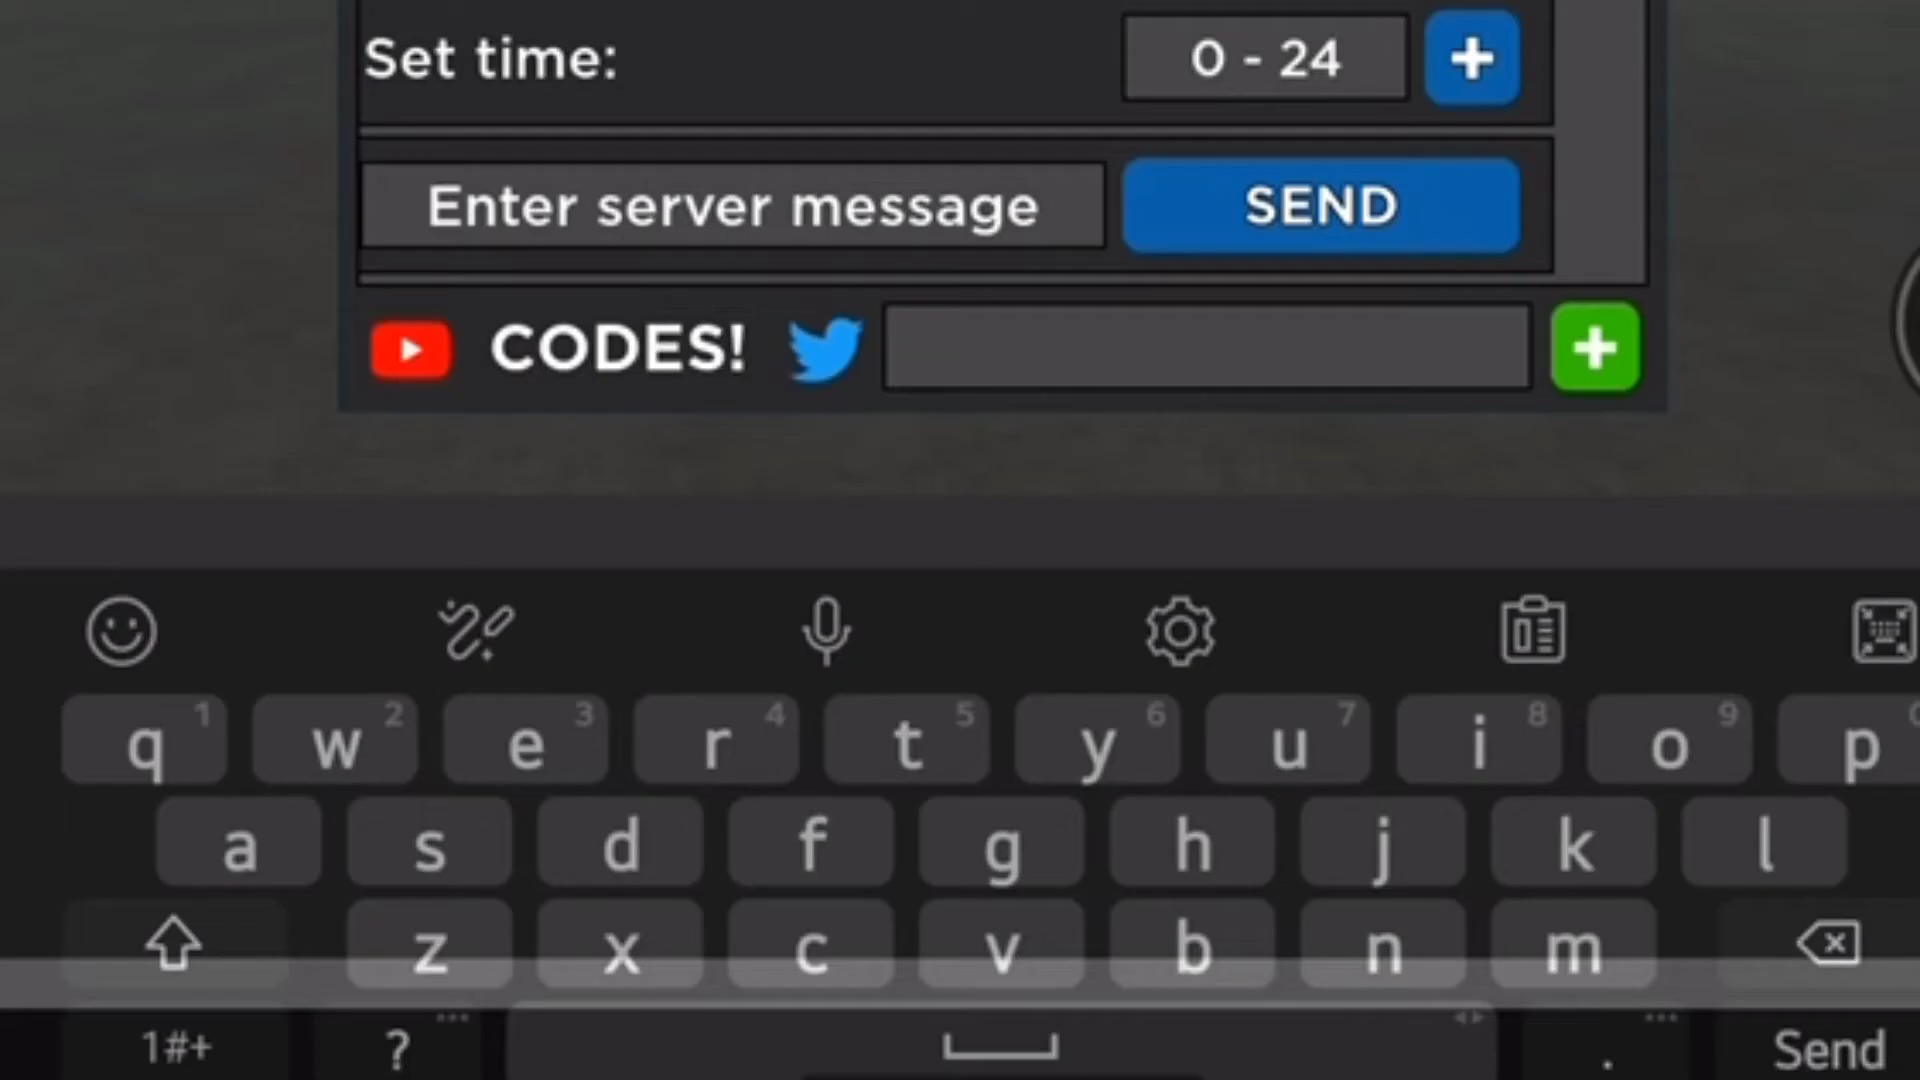 Set time: 0 - 24 +
Enter server message SEND
CODES! +
1 2 3 4 5 6 7 8 9
q w e r t y u i o p
a s d f g h j k l
z x c v b n m
1#+ ? . Send